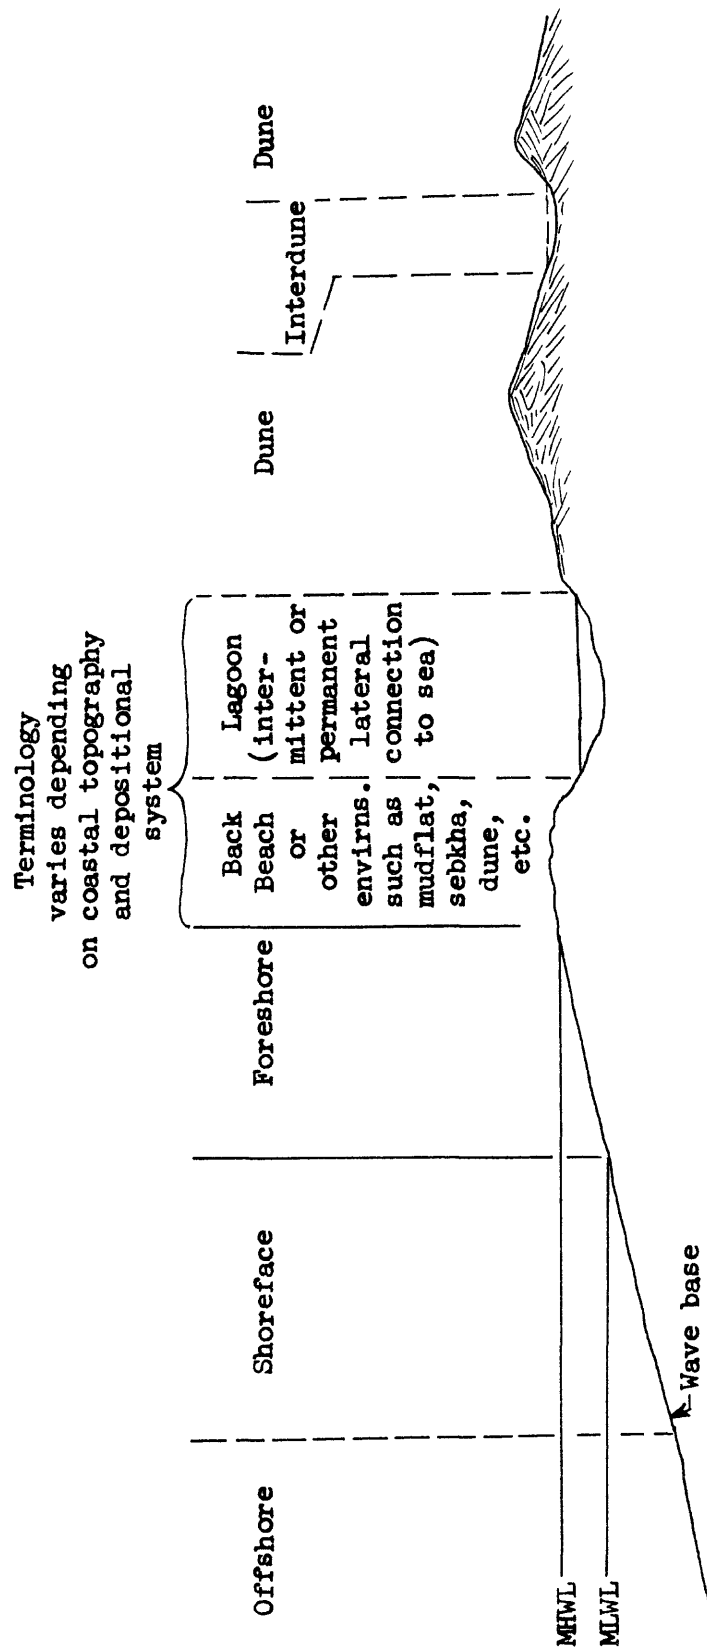 Terminology
varies depending
on coastal topography
and depositional
system
Offshore
Shoreface
Foreshore
Back
Beach
or
other
envirns.
such as
mudflat,
sebkha,
dune,
etc.
Lagoon
(inter-
mittent or
permanent
lateral
connection
to sea)
Dune
Interdune
Dune
MHWL
MLWL
Wave base